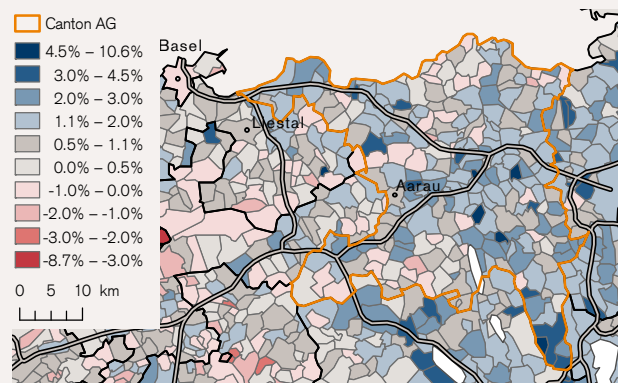 Canton AG
4.5% – 10.6%
3.0% – 4.5%
2.0% – 3.0%
1.1% – 2.0%
0.5% – 1.1%
0.0% – 0.5%
-1.0% – 0.0%
-2.0% – -1.0%
-3.0% – -2.0%
-8.7% – -3.0%
0 5 10 km
Basel
Liestal
Aarau